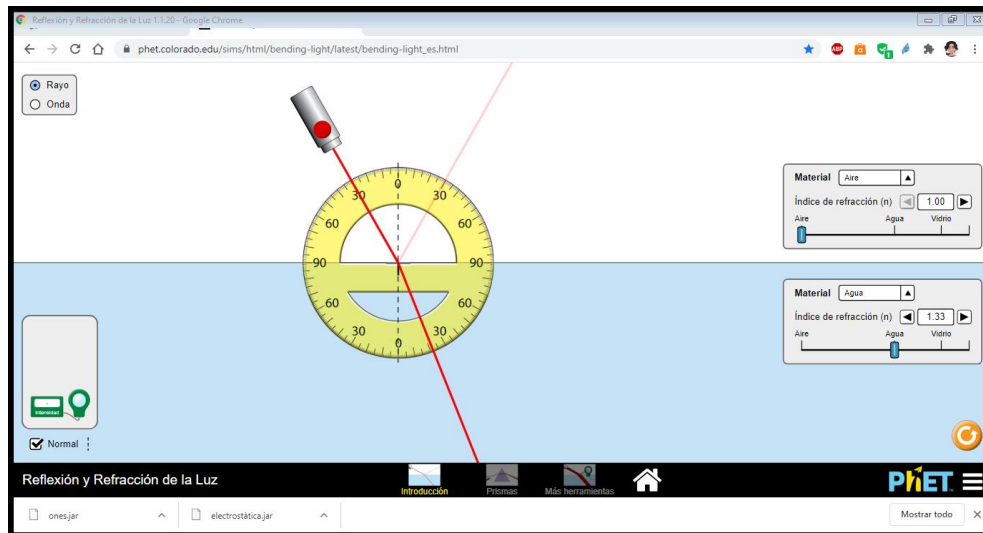 Reflexión y Refracción de la Luz 1.1.20 - Google Chrome
phet.colorado.edu/sims/html/bending-light/latest/bending-light_es.html
ABP
1
Rayo
Onda
0
30 30
60 60
90 90
60 60
30 30
0
Material Aire
Índice de refracción (n) 1.00
Aire Agua Vidrio
Material Agua
Índice de refracción (n) 1.33
Aire Agua Vidrio
Intensidad
Normal
Reflexión y Refracción de la Luz
Introducción Prismas Más herramientas
PhET
ones.jar
electrostática.jar
Mostrar todo